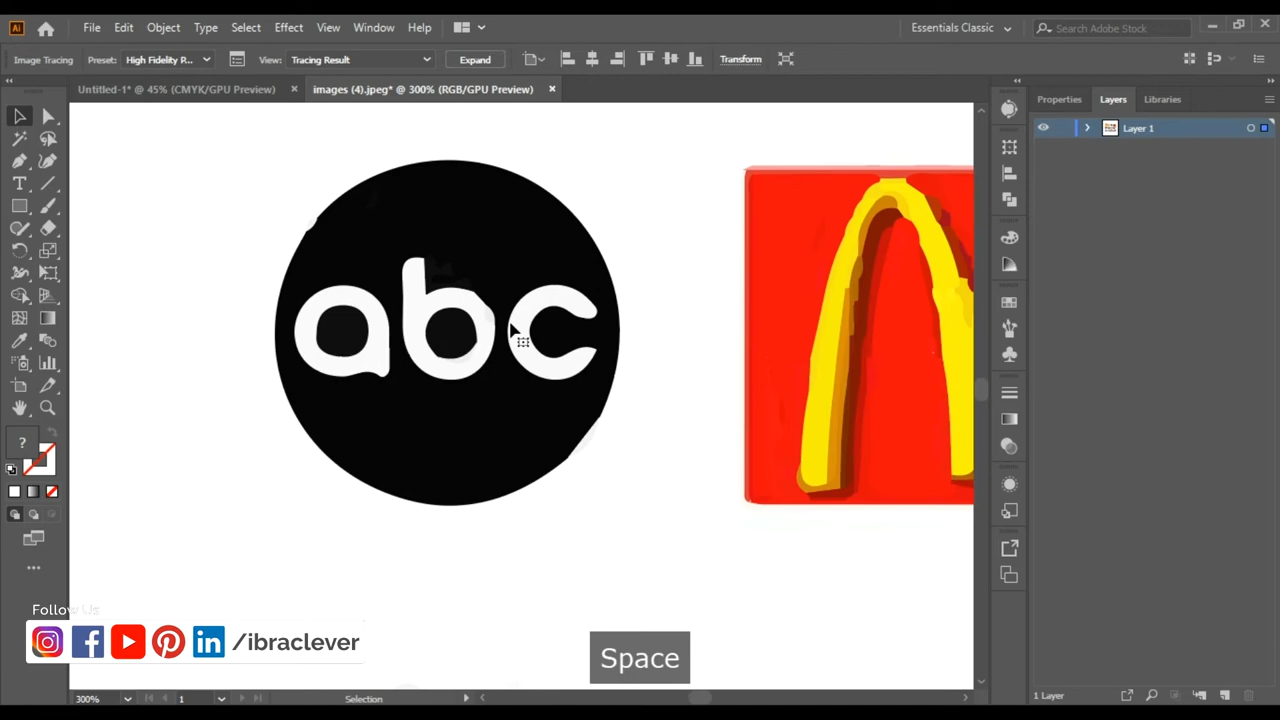 Ai File Edit Object Type Select Effect View Window Help Essentials Classic Search Adobe Stock
Image Tracing Preset: High Fidelity P... View: Tracing Result Expand Transform
Untitled-1* @ 45% (CMYK/GPU Preview) images (4).jpeg* @ 300% (RGB/GPU Preview)
Properties Layers Libraries
Layer 1
abc
?
Follow Us
/ibraclever
Space
300% 1 Selection 1 Layer